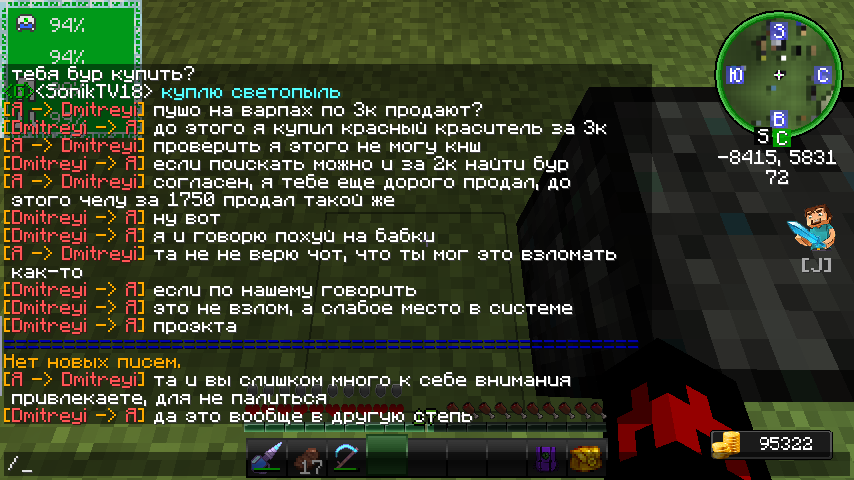 94%
94%
тебя бур купить?
[G]<SonikTV18> куплю светопыль
[Я -> Dmitreyi] пушо на варпах по 3к продают?
[Dmitreyi -> Я] до этого я купил красный краситель за 3к
[Я -> Dmitreyi] проверить я этого не могу кнш
[Dmitreyi -> Я] если поискать можно и за 2к найти бур
[Я -> Dmitreyi] согласен, я тебе еще дорого продал, до
этого челу за 1750 продал такой же
[Dmitreyi -> Я] ну вот
[Dmitreyi -> Я] я и говорю похуй на бабки
[Я -> Dmitreyi] та не не верю чот, что ты мог это взломать
как-то
[Dmitreyi -> Я] если по нашему говорить
[Dmitreyi -> Я] это не взлом, а слабое место в системе
[Dmitreyi -> Я] проэкта
=====================================================
Нет новых писем.
[Я -> Dmitreyi] та и вы слишком много к себе внимания
привлекаете, для не палиться
[Dmitreyi -> Я] да это вообще в другую степь
/_
17
З
Ю
С
В
S C
-8415, 5831
72
[J]
95322